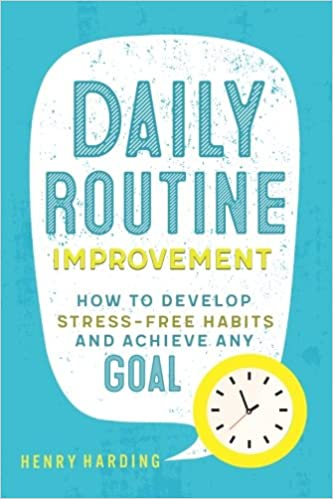 DAILY
ROUTINE
IMPROVEMENT
HOW TO DEVELOP
STRESS-FREE HABITS
AND ACHIEVE ANY
GOAL
HENRY HARDING